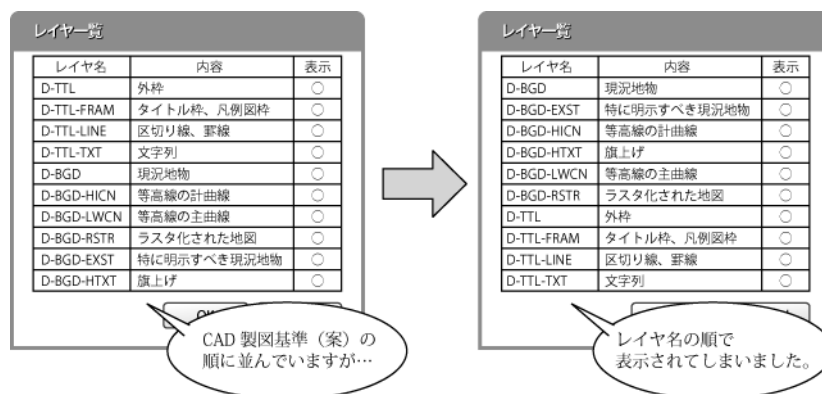 レイヤ一覧
レイヤ名 内容 表示
D-TTL 外枠 ○
D-TTL-FRAM タイトル枠、凡例図枠 ○
D-TTL-LINE 区切り線、罫線 ○
D-TTL-TXT 文字列 ○
D-BGD 現況地物 ○
D-BGD-HICN 等高線の計曲線 ○
D-BGD-LWCN 等高線の主曲線 ○
D-BGD-RSTR ラスタ化された地図 ○
D-BGD-EXST 特に明示すべき現況地物 ○
D-BGD-HTXT 旗上げ ○
CAD 製図基準（案）の
順に並んでいますが…
レイヤ一覧
レイヤ名 内容 表示
D-BGD 現況地物 ○
D-BGD-EXST 特に明示すべき現況地物 ○
D-BGD-HICN 等高線の計曲線 ○
D-BGD-HTXT 旗上げ ○
D-BGD-LWCN 等高線の主曲線 ○
D-BGD-RSTR ラスタ化された地図 ○
D-TTL 外枠 ○
D-TTL-FRAM タイトル枠、凡例図枠 ○
D-TTL-LINE 区切り線、罫線 ○
D-TTL-TXT 文字列 ○
レイヤ名の順で
表示されてしまいました。